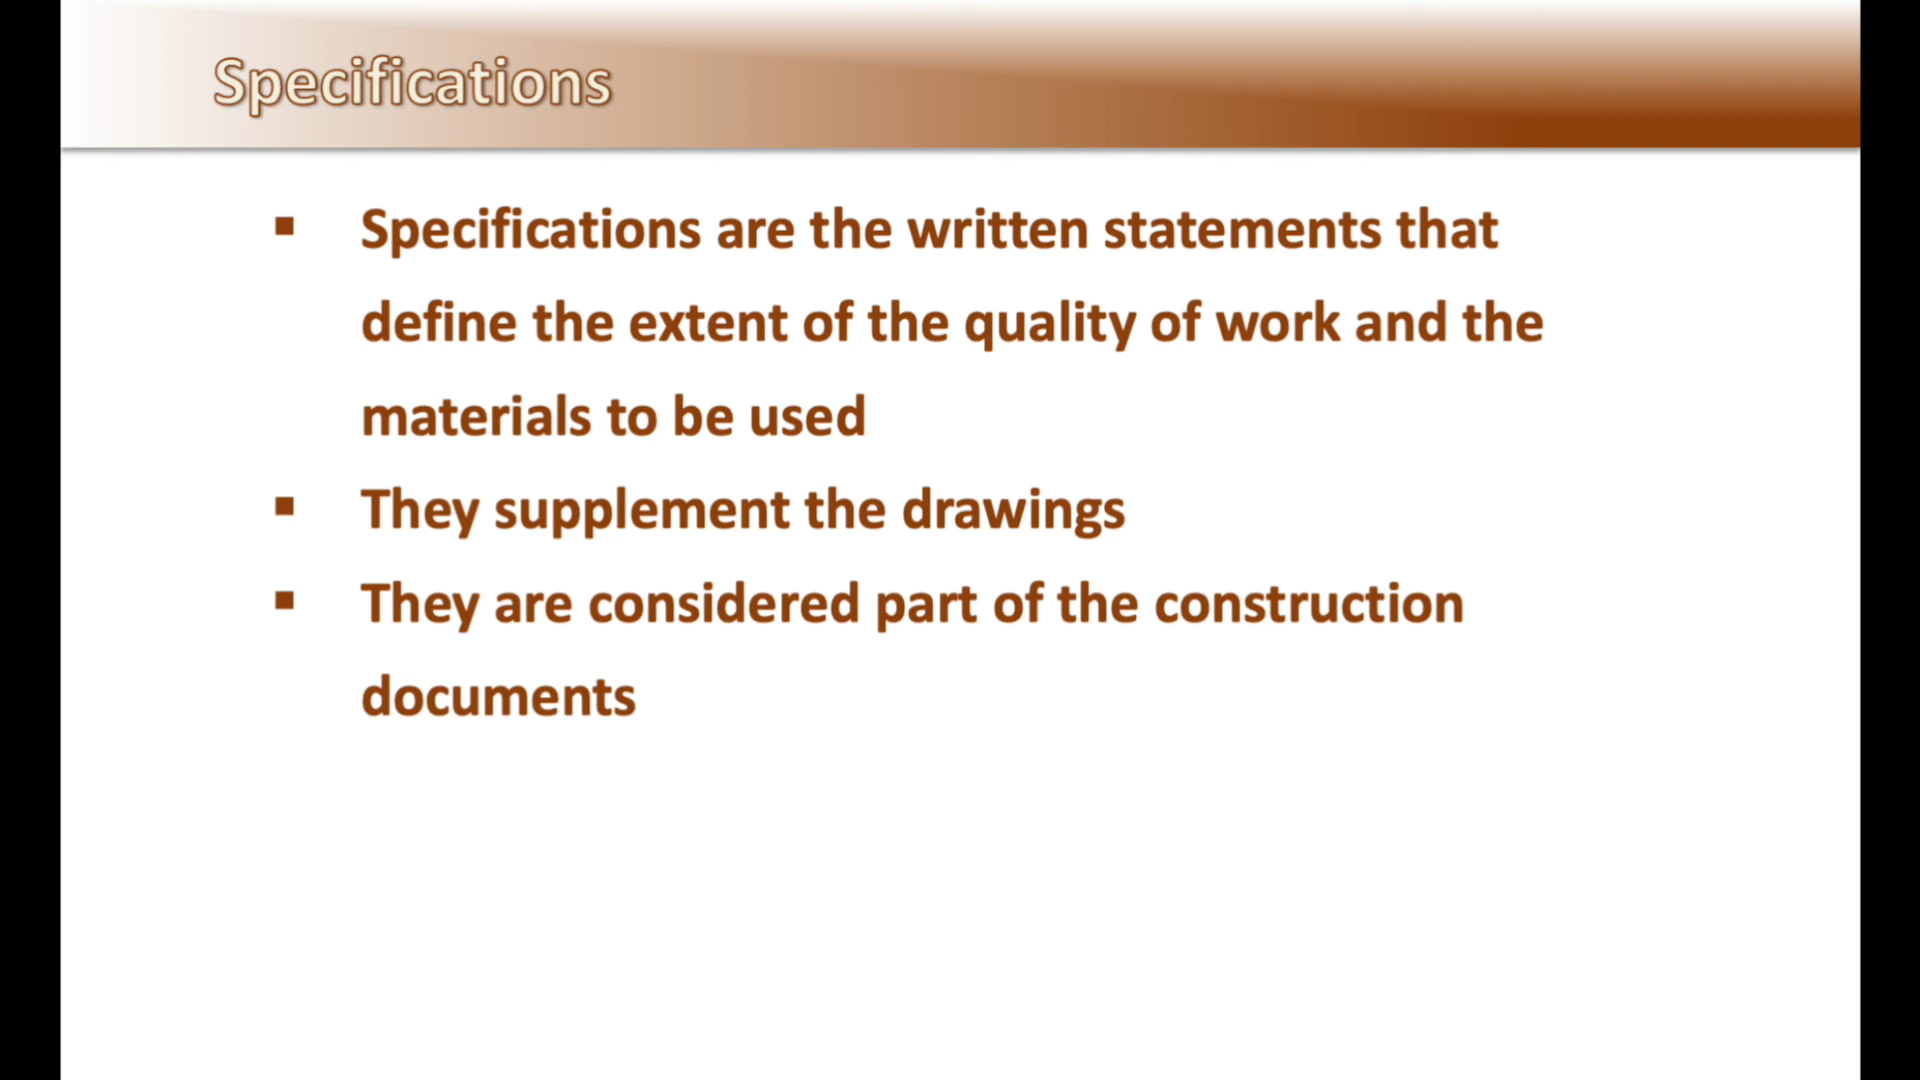 Specifications
▪ Specifications are the written statements that
define the extent of the quality of work and the
materials to be used
▪ They supplement the drawings
▪ They are considered part of the construction
documents